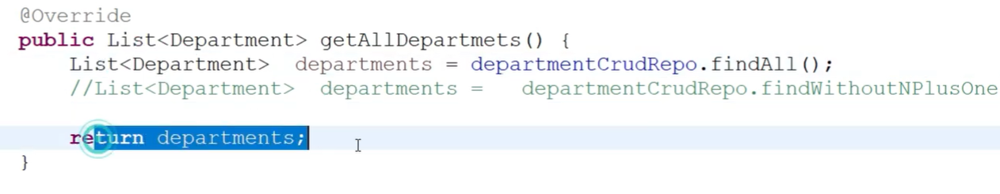 @Override
public List<Department> getAllDepartmets() {
List<Department>  departments = departmentCrudRepo.findAll();
//List<Department>  departments =   departmentCrudRepo.findWithoutNPlusOne
return departments;
}